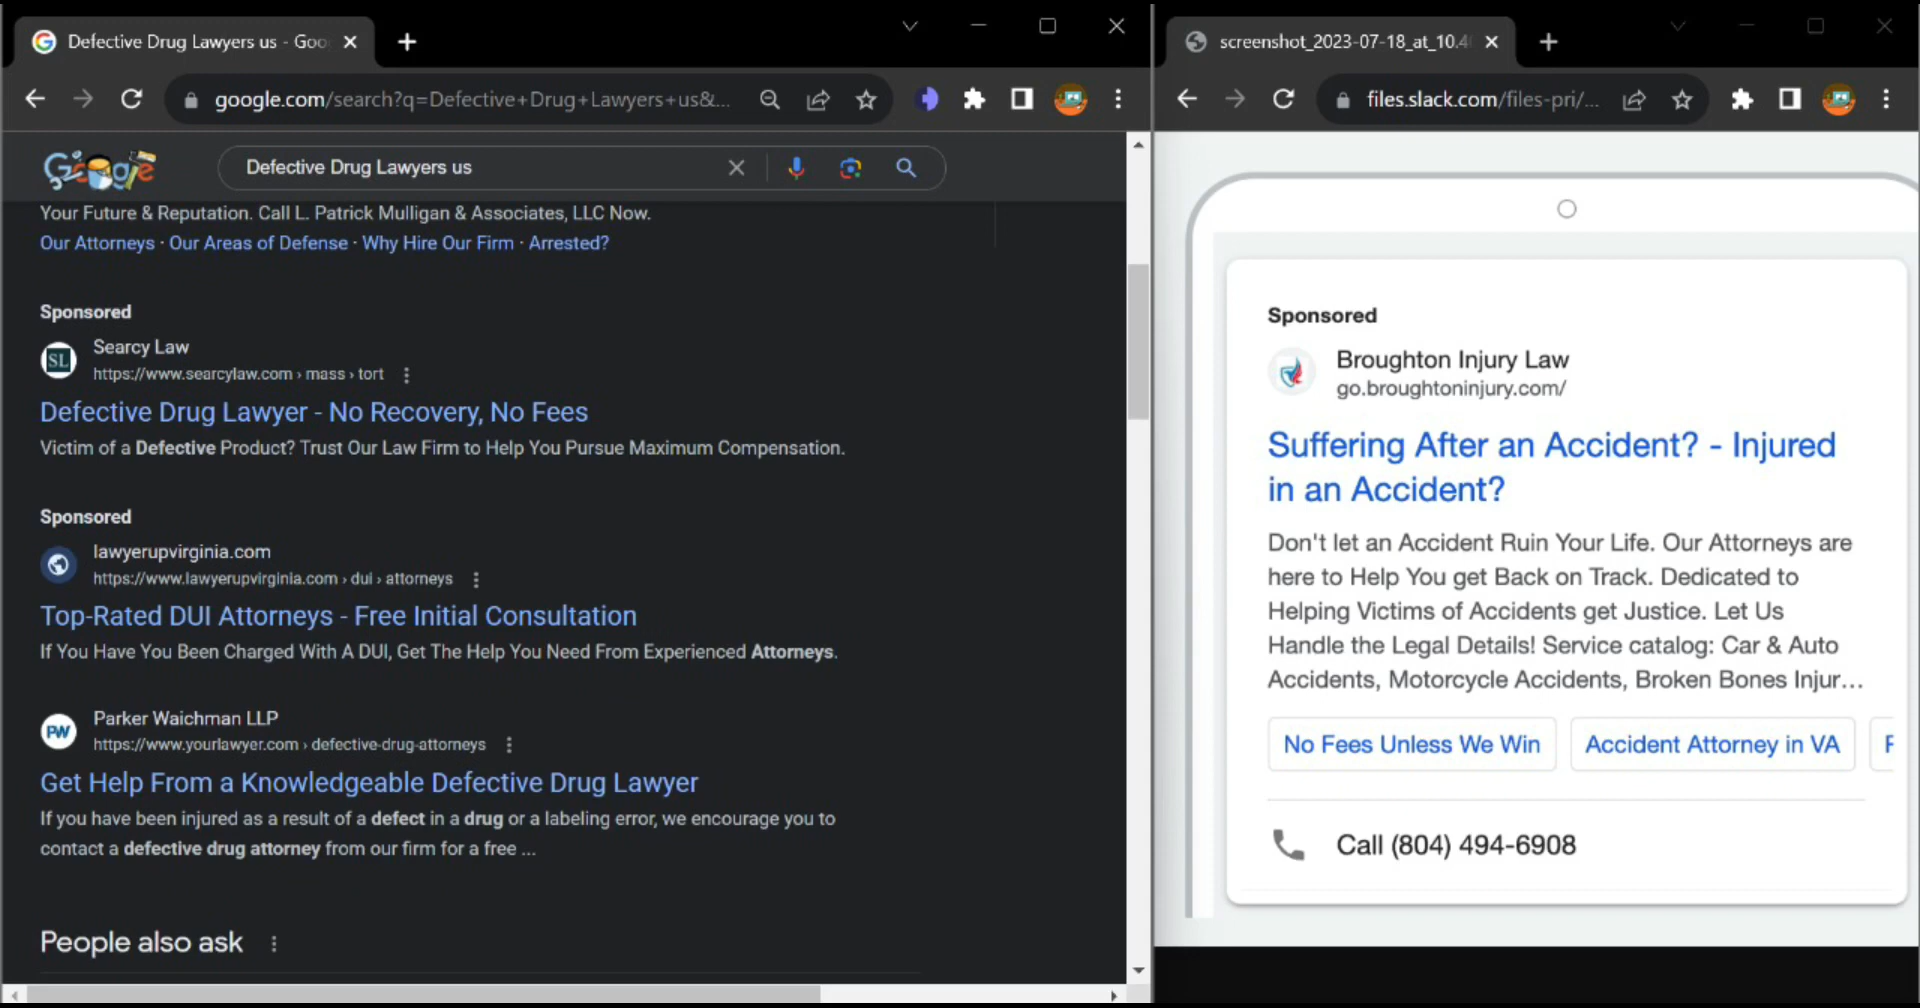 Defective Drug Lawyers us - Goo
google.com/search?q=Defective+Drug+Lawyers+us&...
Google
Defective Drug Lawyers us
Your Future & Reputation. Call L. Patrick Mulligan & Associates, LLC Now.
Our Attorneys · Our Areas of Defense · Why Hire Our Firm · Arrested?
Sponsored
SL
Searcy Law
https://www.searcylaw.com › mass › tort
Defective Drug Lawyer - No Recovery, No Fees
Victim of a Defective Product? Trust Our Law Firm to Help You Pursue Maximum Compensation.
Sponsored
lawyerupvirginia.com
https://www.lawyerupvirginia.com › dui › attorneys
Top-Rated DUI Attorneys - Free Initial Consultation
If You Have You Been Charged With A DUI, Get The Help You Need From Experienced Attorneys.
PW
Parker Waichman LLP
https://www.yourlawyer.com › defective-drug-attorneys
Get Help From a Knowledgeable Defective Drug Lawyer
If you have been injured as a result of a defect in a drug or a labeling error, we encourage you to
contact a defective drug attorney from our firm for a free ...
People also ask
screenshot_2023-07-18_at_10.4
files.slack.com/files-pri/...
Sponsored
Broughton Injury Law
go.broughtoninjury.com/
Suffering After an Accident? - Injured
in an Accident?
Don't let an Accident Ruin Your Life. Our Attorneys are
here to Help You get Back on Track. Dedicated to
Helping Victims of Accidents get Justice. Let Us
Handle the Legal Details! Service catalog: Car & Auto
Accidents, Motorcycle Accidents, Broken Bones Injur...
No Fees Unless We Win
Accident Attorney in VA
F
Call (804) 494-6908